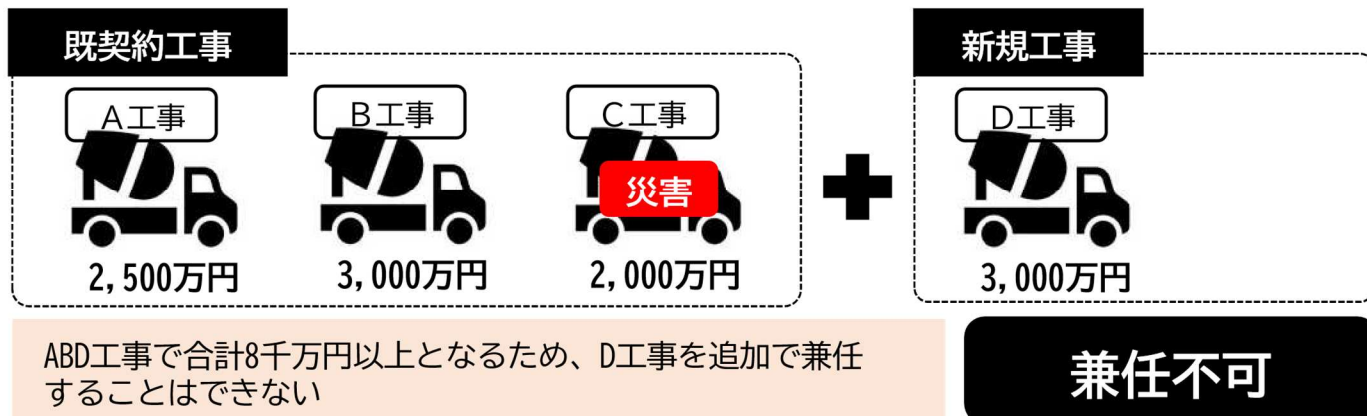 既契約工事
新規工事
A工事
B工事
C工事
D工事
災害
2,500万円
3,000万円
2,000万円
3,000万円
ABD工事で合計8千万円以上となるため、D工事を追加で兼任
することはできない
兼任不可